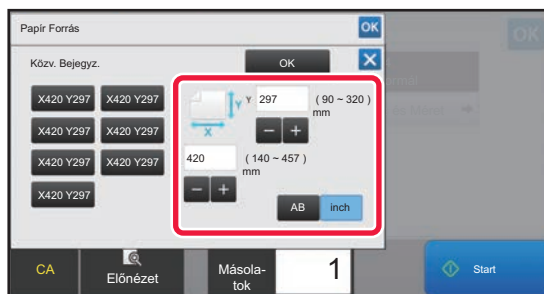 Papír Forrás
OK
OK
Közv. Bejegyz.
OK
X420 Y297
X420 Y297
X420 Y297
X420 Y297
X420 Y297
X420 Y297
X420 Y297
Y
X
Y 297 ( 90 ~ 320 )
mm
420 ( 140 ~ 457 )
mm
AB
inch
CA
Előnézet
Másola-
tok
1
Start